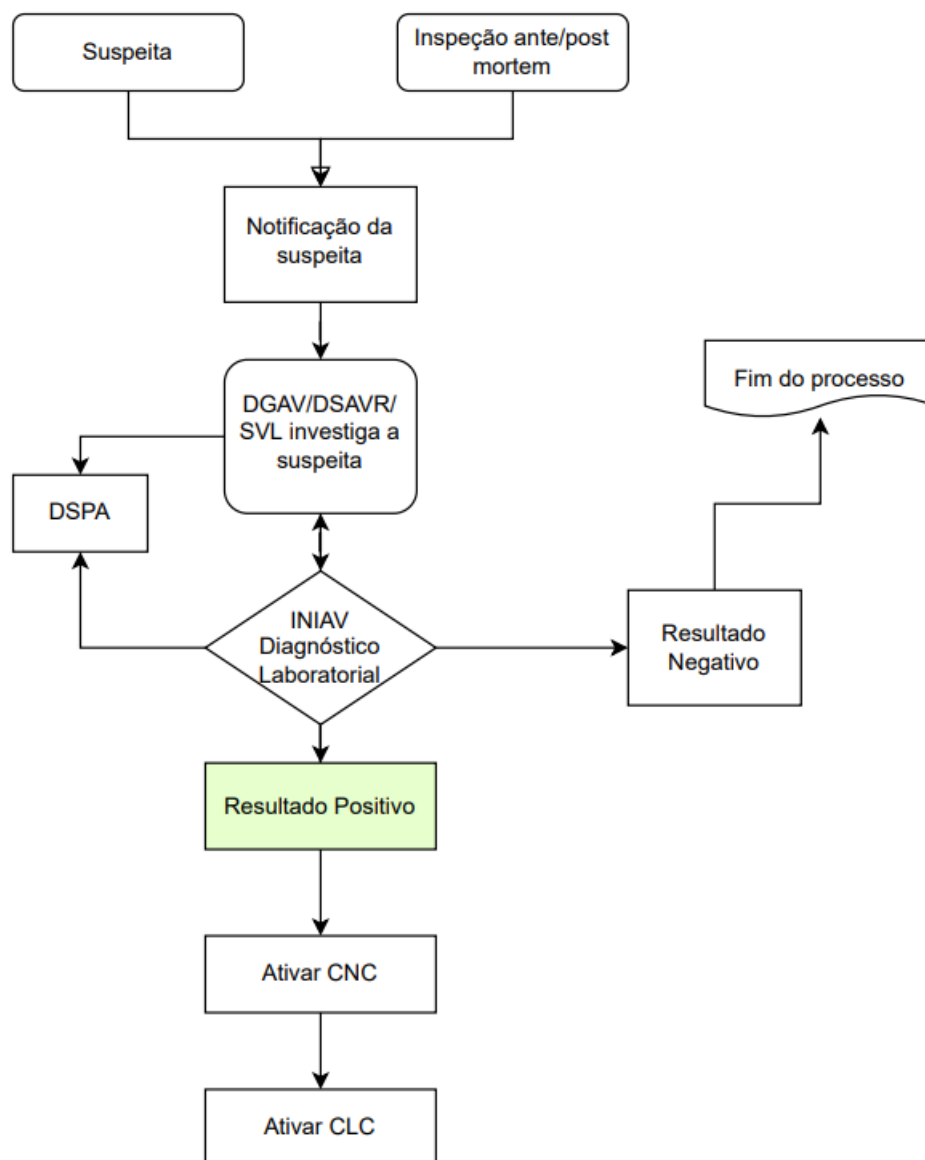 Suspeita
Inspeção ante/post
mortem
Notificação da
suspeita
DGAV/DSAVR/
SVL investiga a
suspeita
Fim do processo
DSPA
INIAV
Diagnóstico
Laboratorial
Resultado
Negativo
Resultado Positivo
Ativar CNC
Ativar CLC